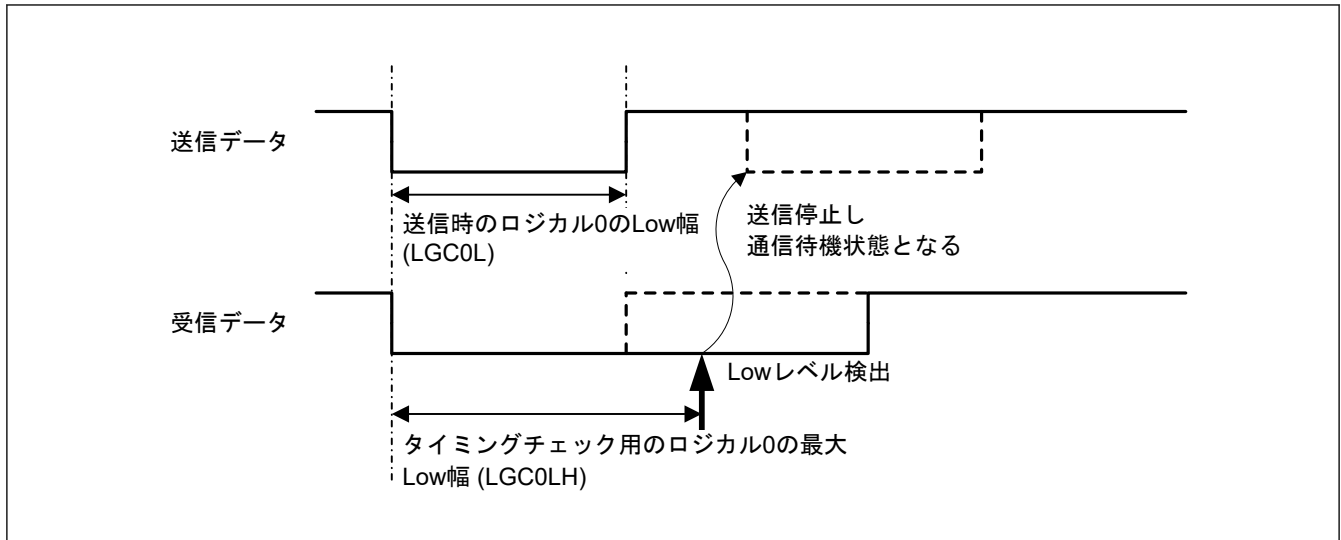 送信データ
送信時のロジカル0のLow幅
(LGC0L)
送信停止し
通信待機状態となる
受信データ
Lowレベル検出
タイミングチェック用のロジカル0の最大
Low幅 (LGC0LH)